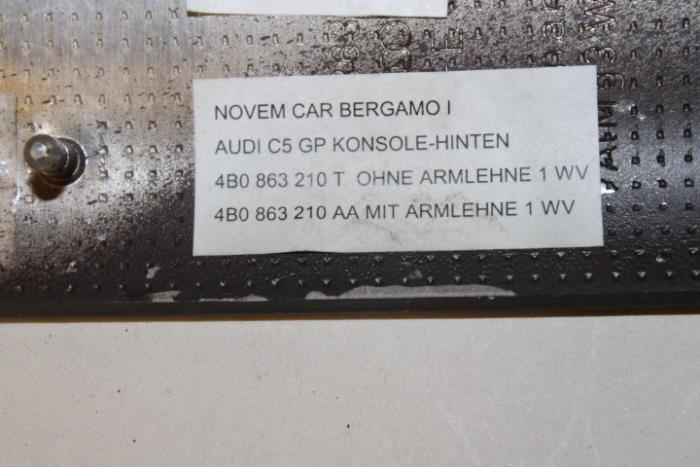 NOVEM CAR BERGAMO I
AUDI C5 GP KONSOLE-HINTEN
4B0 863 210 T OHNE ARMLEHNE 1 WV
4B0 863 210 AA MIT ARMLEHNE 1 WV